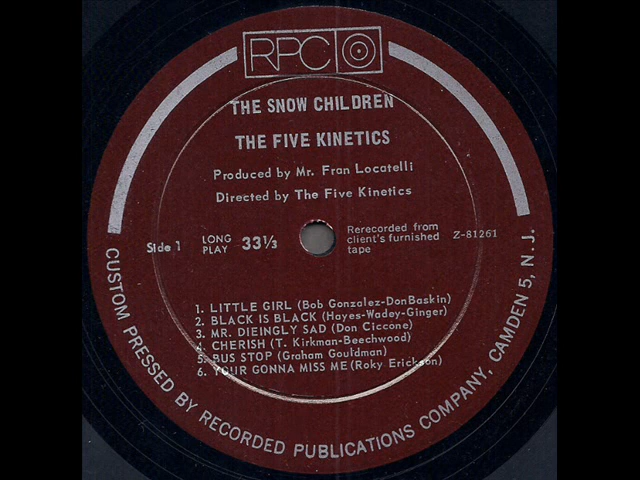 RPC
THE SNOW CHILDREN
THE FIVE KINETICS
Produced by Mr. Fran Locatelli
Directed by The Five Kinetics
Side 1
LONG PLAY 33⅓
Rerecorded from
client's furnished
tape
Z-81261
1. LITTLE GIRL (Bob Gonzalez-DonBaskin)
2. BLACK IS BLACK (Hayes-Wadey-Ginger)
3. MR. DIEINGLY SAD (Don Ciccone)
4. CHERISH (T. Kirkman-Beechwood)
5. BUS STOP (Graham Gouldman)
6. YOUR GONNA MISS ME (Roky Erickson)
CUSTOM PRESSED BY RECORDED PUBLICATIONS COMPANY, CAMDEN 5, N.J.